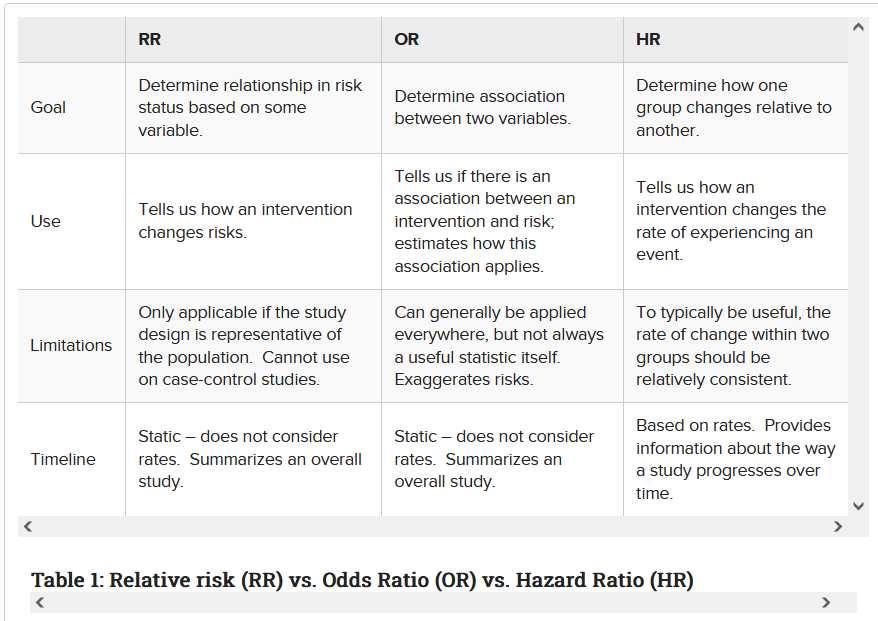 RR
OR
HR
Goal
Determine relationship in risk
status based on some
variable.
Determine association
between two variables.
Determine how one
group changes relative to
another.
Use
Tells us how an intervention
changes risks.
Tells us if there is an
association between an
intervention and risk;
estimates how this
association applies.
Tells us how an
intervention changes the
rate of experiencing an
event.
Limitations
Only applicable if the study
design is representative of
the population.  Cannot use
on case-control studies.
Can generally be applied
everywhere, but not always
a useful statistic itself.
Exaggerates risks.
To typically be useful, the
rate of change within two
groups should be
relatively consistent.
Timeline
Static – does not consider
rates.  Summarizes an overall
study.
Static – does not consider
rates.  Summarizes an
overall study.
Based on rates.  Provides
information about the way
a study progresses over
time.
Table 1: Relative risk (RR) vs. Odds Ratio (OR) vs. Hazard Ratio (HR)